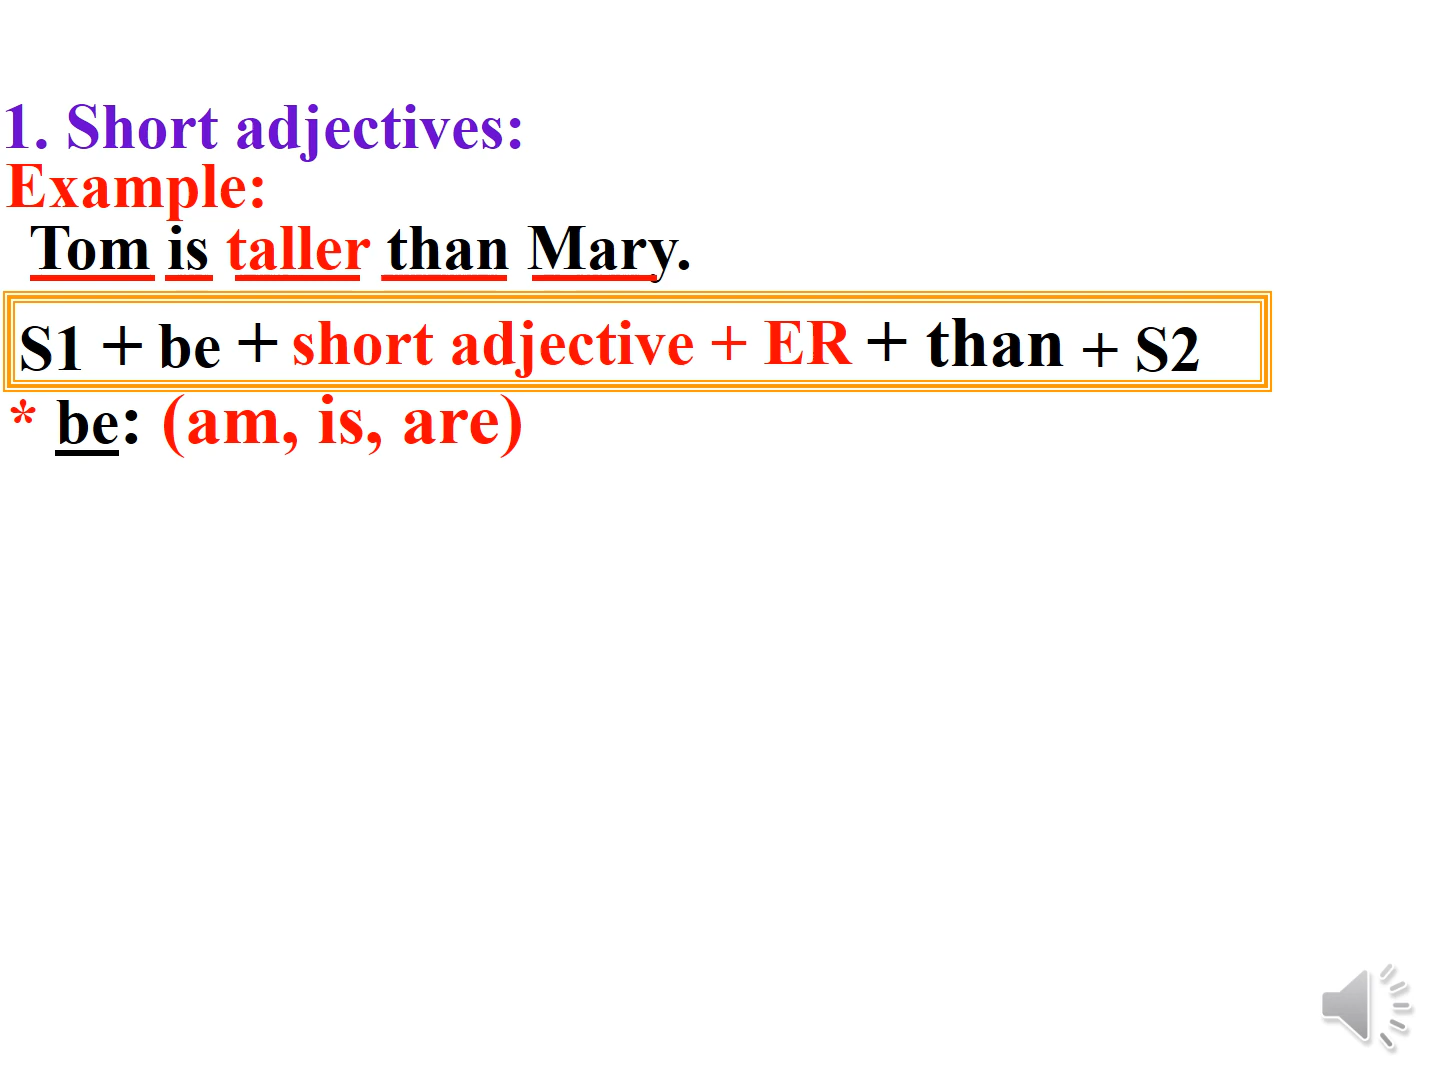 1. Short adjectives:
Example:
Tom is taller than Mary.
S1 + be + short adjective + ER + than + S2
* be: (am, is, are)